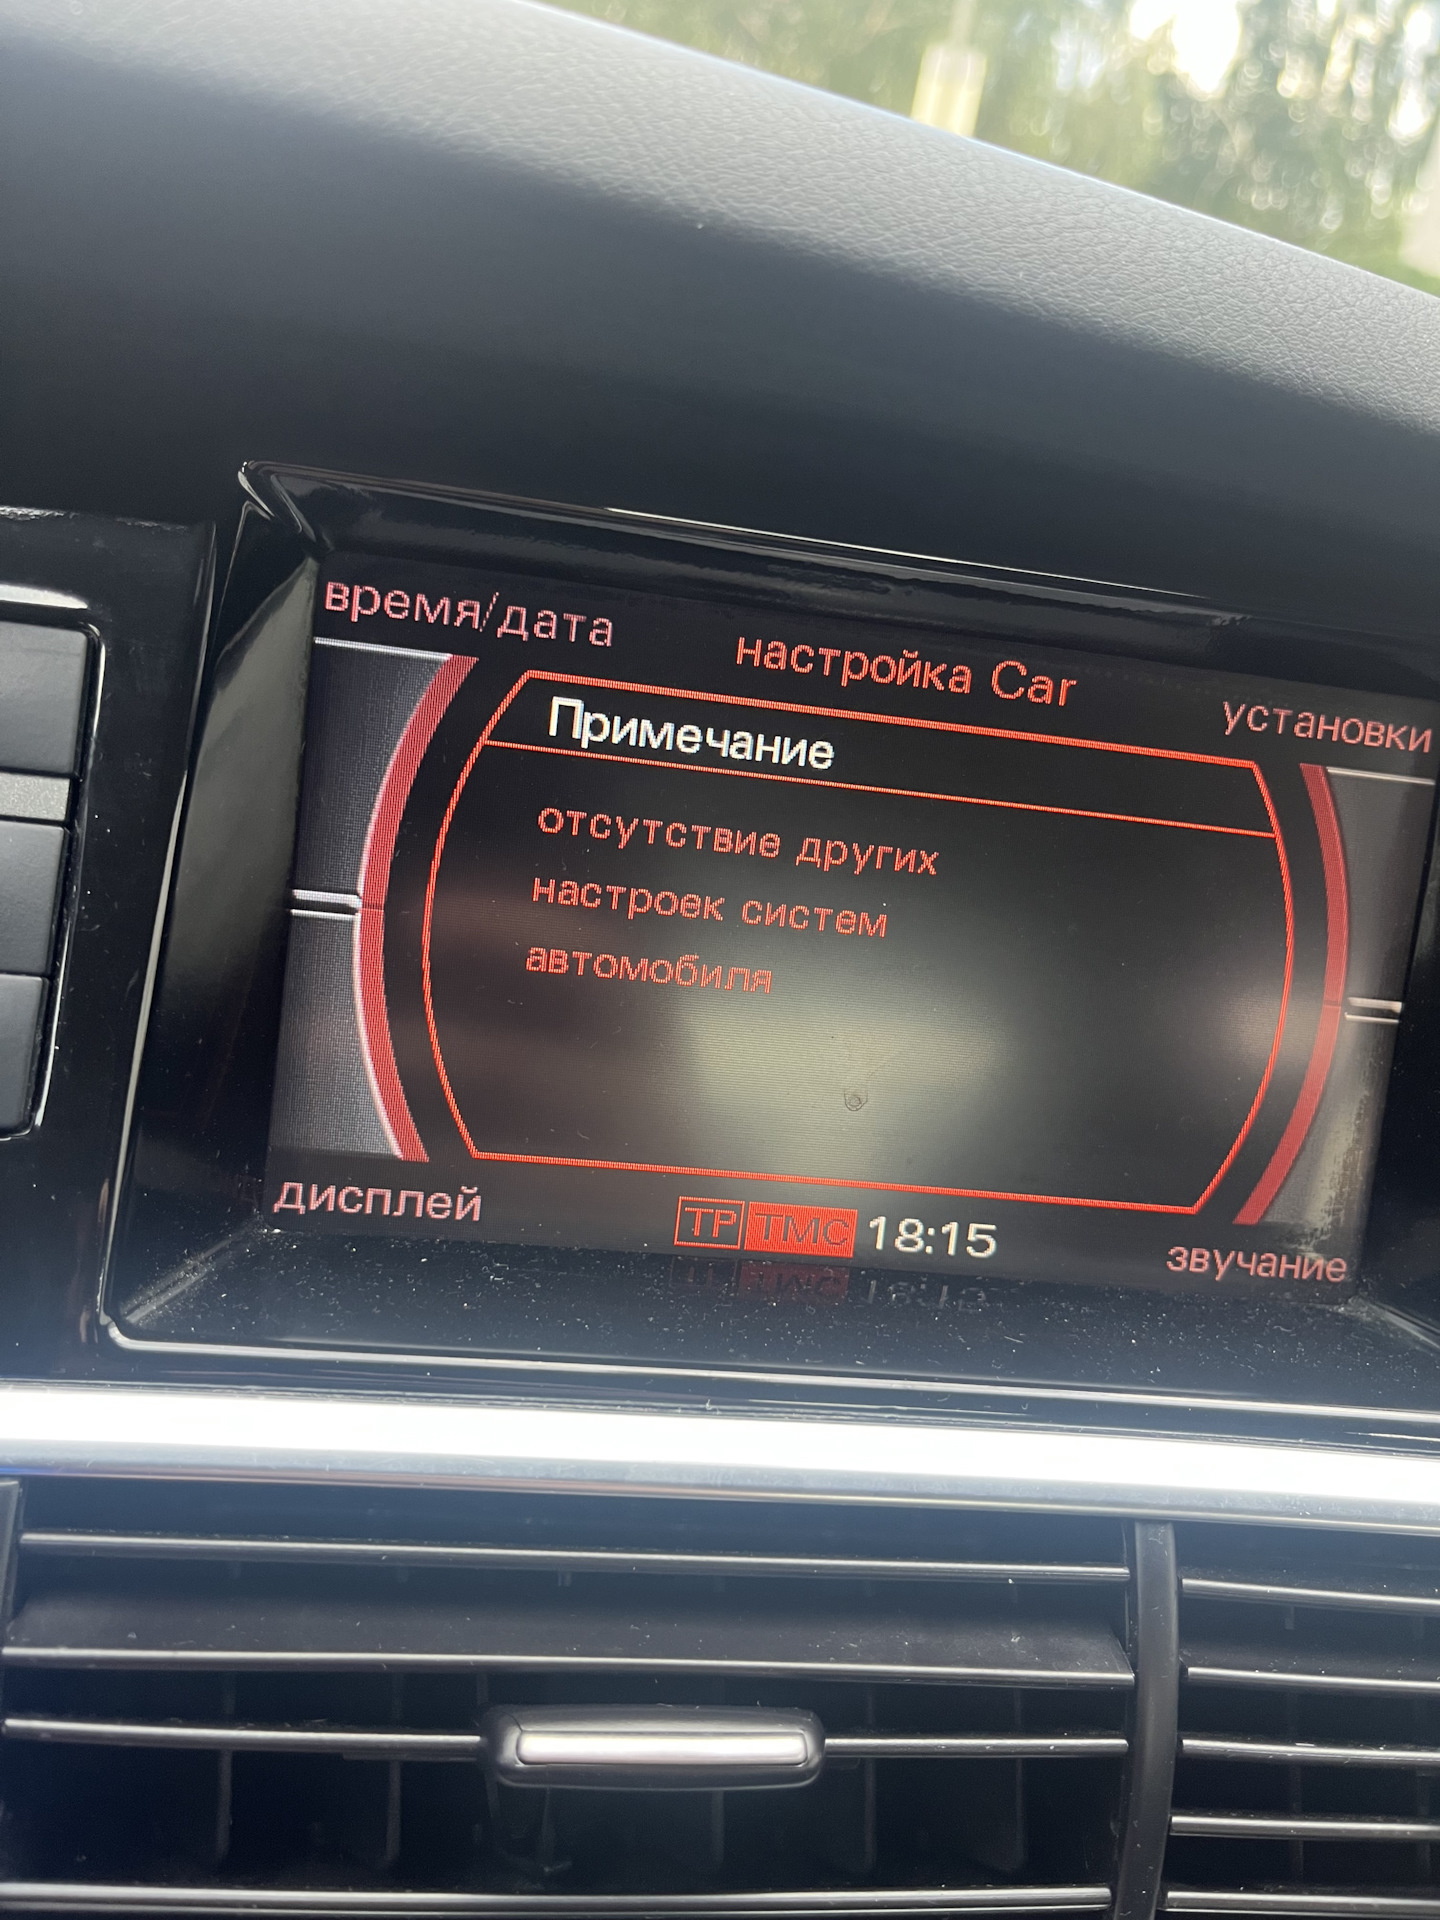 время/дата
настройка Car
установки
Примечание
отсутствие других
настроек систем
автомобиля
дисплей
TP TMC 18:15
звучание